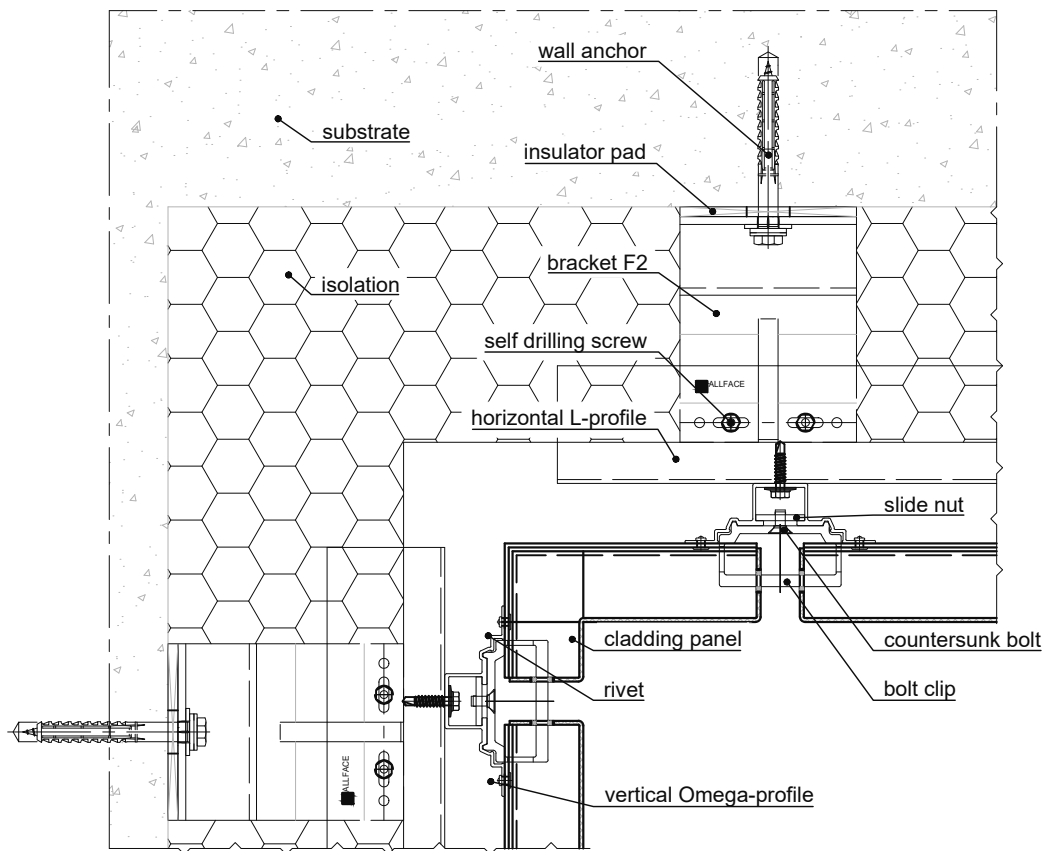 wall anchor
substrate
insulator pad
bracket F2
isolation
self drilling screw
ALLFACE
horizontal L-profile
slide nut
cladding panel
countersunk bolt
rivet
bolt clip
ALLFACE
vertical Omega-profile